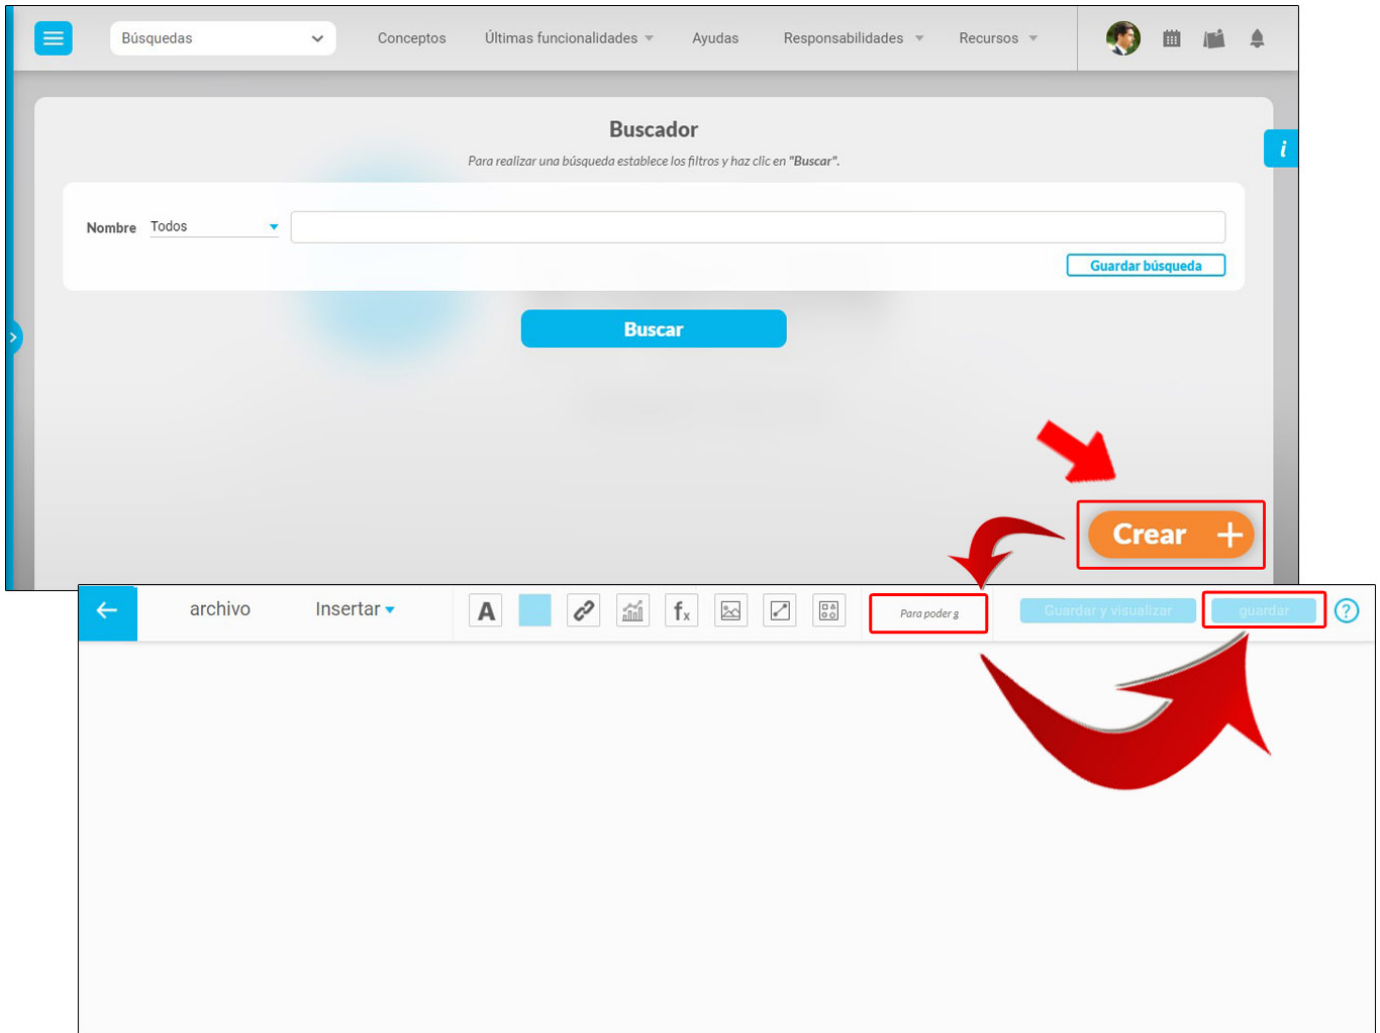 Búsquedas
Conceptos
Últimas funcionalidades
Ayudas
Responsabilidades
Recursos
Buscador
Para realizar una búsqueda establece los filtros y haz clic en "Buscar".
i
Nombre Todos
Guardar búsqueda
Buscar
Crear +
archivo
Insertar
A
fx
Para poder g
Guardar y visualizar
guardar
?